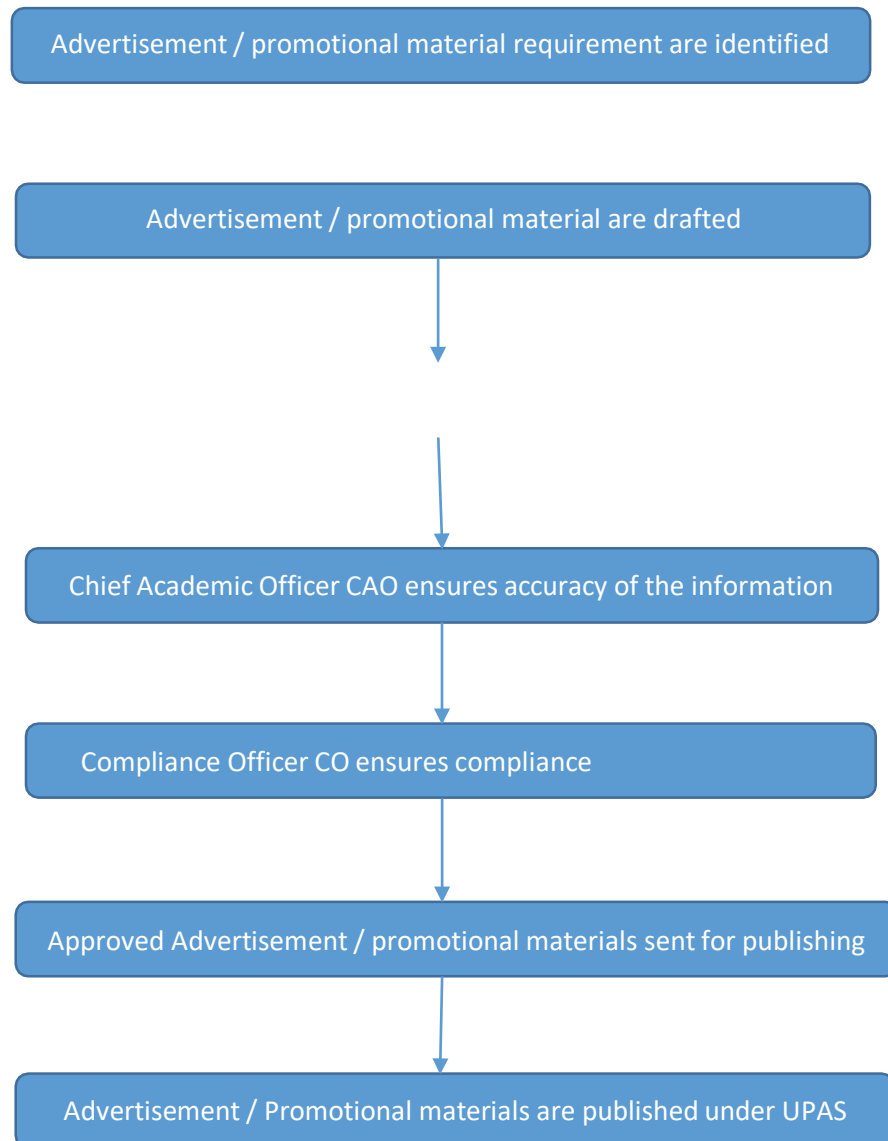 Advertisement / promotional material requirement are identified
Advertisement / promotional material are drafted
Chief Academic Officer CAO ensures accuracy of the information
Compliance Officer CO ensures compliance
Approved Advertisement / promotional materials sent for publishing
Advertisement / Promotional materials are published under UPAS